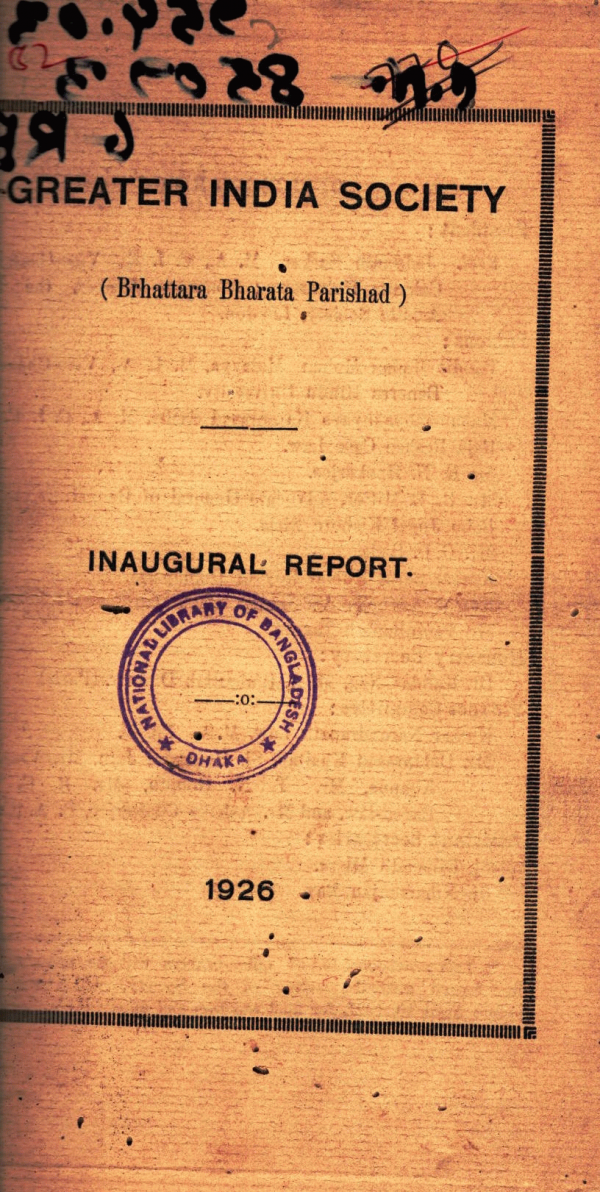 GREATER INDIA SOCIETY
( Brhattara Bharata Parishad )
INAUGURAL REPORT.
NATIONAL LIBRARY OF BANGLADESH
DHAKA
—:o:—
1926